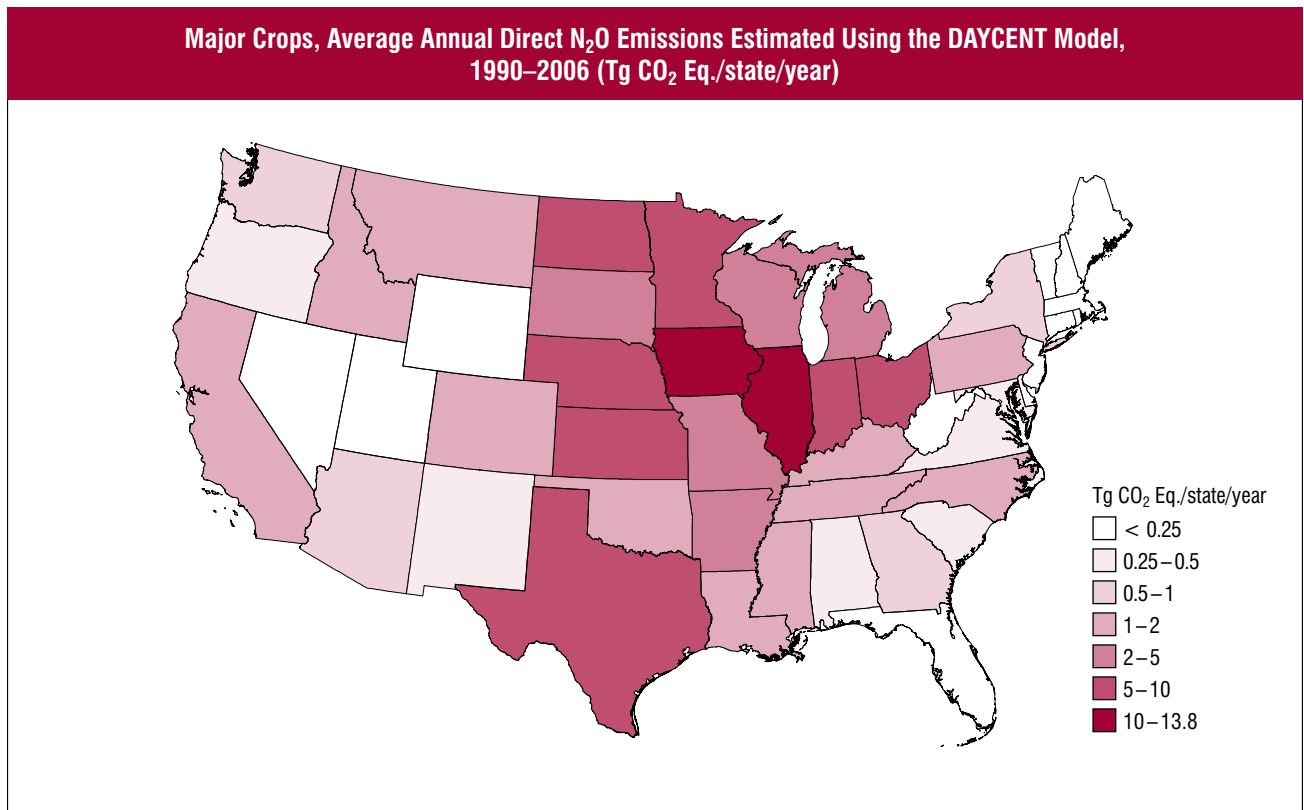 Major Crops, Average Annual Direct N₂O Emissions Estimated Using the DAYCENT Model,
1990–2006 (Tg CO₂ Eq./state/year)
Tg CO₂ Eq./state/year
< 0.25
0.25–0.5
0.5–1
1–2
2–5
5–10
10–13.8